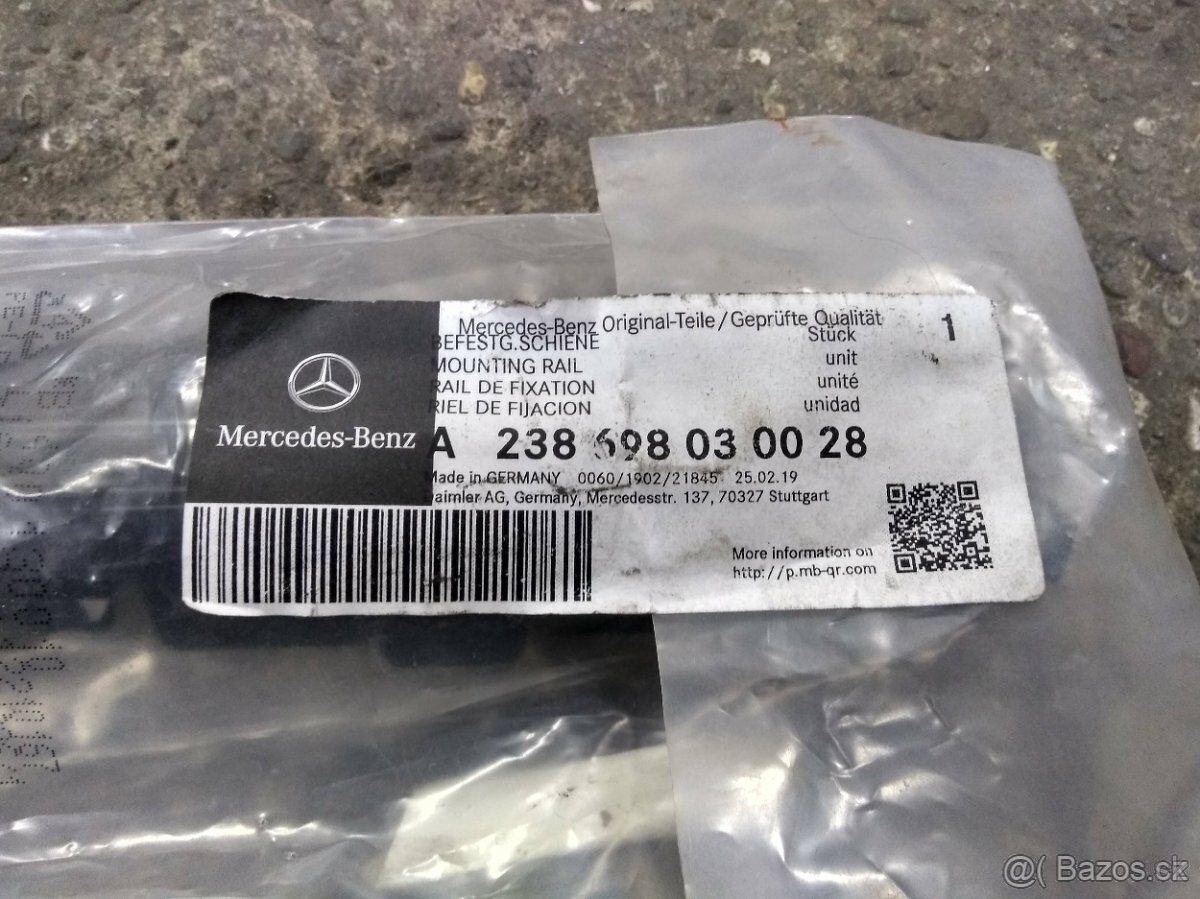 Mercedes-Benz Original-Teile/Geprüfte Qualität
1
BEFESTG.SCHIENE Stück
MOUNTING RAIL unit
RAIL DE FIXATION unité
RIEL DE FIJACION unidad
Mercedes-Benz
A 238 698 03 00 28
Made in GERMANY 0060/1902/21845 25.02.19
Daimler AG, Germany, Mercedesstr. 137, 70327 Stuttgart
More information on
http://p.mb-qr.com
@( Bazos.sk